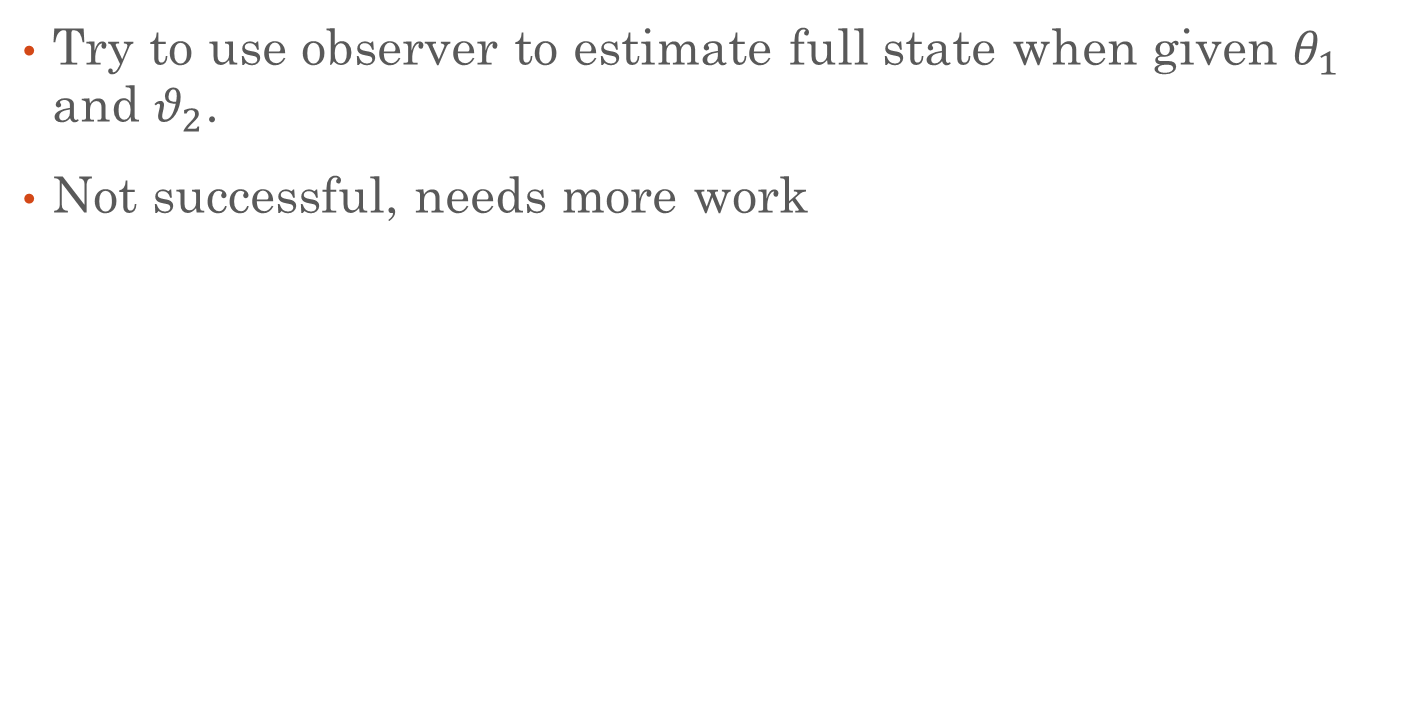 • Try to use observer to estimate full state when given θ₁
and ϑ₂.
• Not successful, needs more work